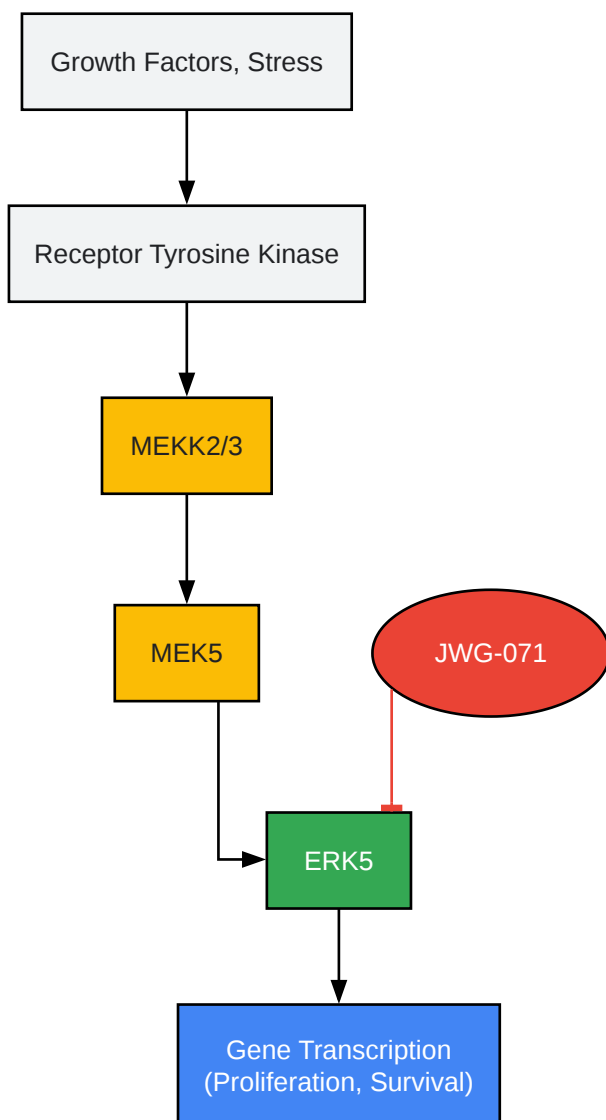 Growth Factors, Stress
Receptor Tyrosine Kinase
MEKK2/3
MEK5
JWG-071
ERK5
Gene Transcription
(Proliferation, Survival)